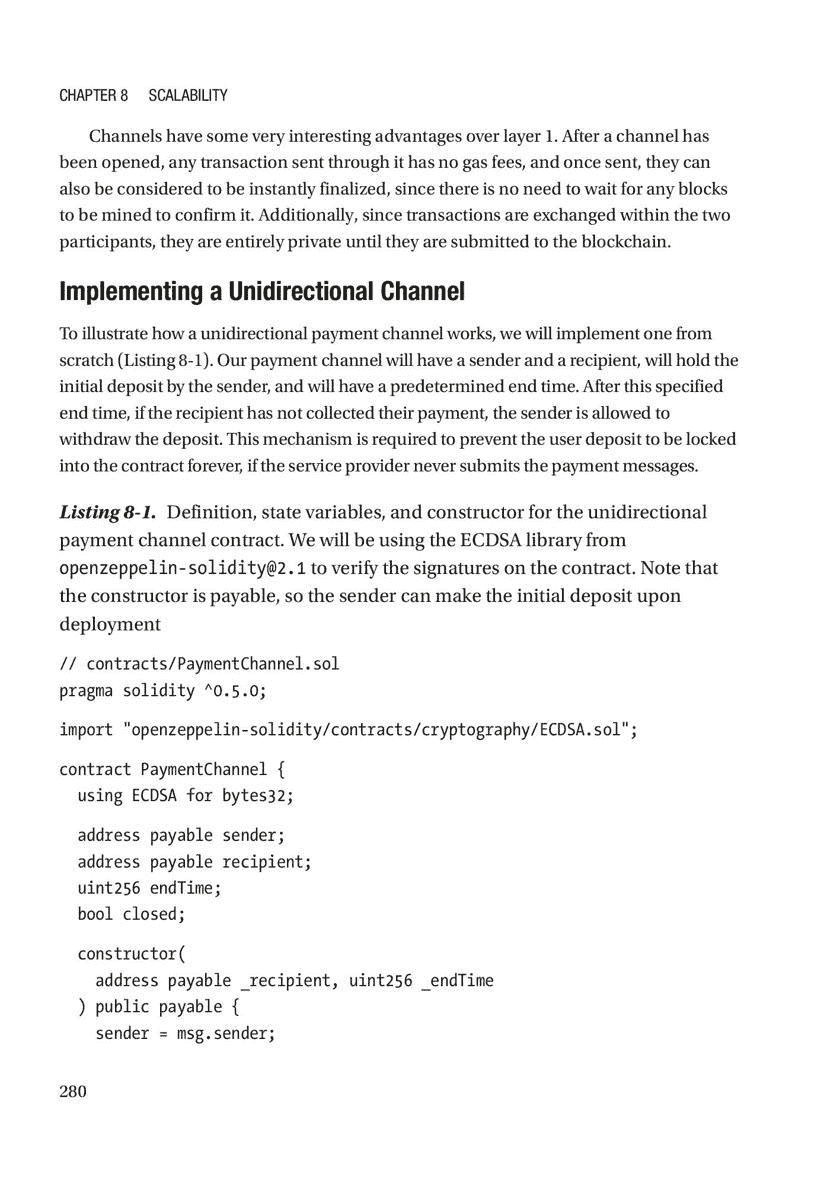 CHAPTER 8 SCALABILITY
Channels have some very interesting advantages over layer 1. After a channel has
been opened, any transaction sent through it has no gas fees, and once sent, they can
also be considered to be instantly finalized, since there is no need to wait for any blocks
to be mined to confirm it. Additionally, since transactions are exchanged within the two
participants, they are entirely private until they are submitted to the blockchain.
Implementing a Unidirectional Channel
To illustrate how a unidirectional payment channel works, we will implement one from
scratch (Listing 8-1). Our payment channel will have a sender and a recipient, will hold the
initial deposit by the sender, and will have a predetermined end time. After this specified
end time, if the recipient has not collected their payment, the sender is allowed to
withdraw the deposit. This mechanism is required to prevent the user deposit to be locked
into the contract forever, if the service provider never submits the payment messages.
Listing 8-1. Definition, state variables, and constructor for the unidirectional
payment channel contract. We will be using the ECDSA library from
openzeppelin-solidity@2.1 to verify the signatures on the contract. Note that
the constructor is payable, so the sender can make the initial deposit upon
deployment
// contracts/PaymentChannel.sol
pragma solidity ^0.5.0;
import "openzeppelin-solidity/contracts/cryptography/ECDSA.sol";
contract PaymentChannel {
using ECDSA for bytes32;
address payable sender;
address payable recipient;
uint256 endTime;
bool closed;
constructor(
address payable _recipient, uint256 _endTime
) public payable {
sender = msg.sender;
280